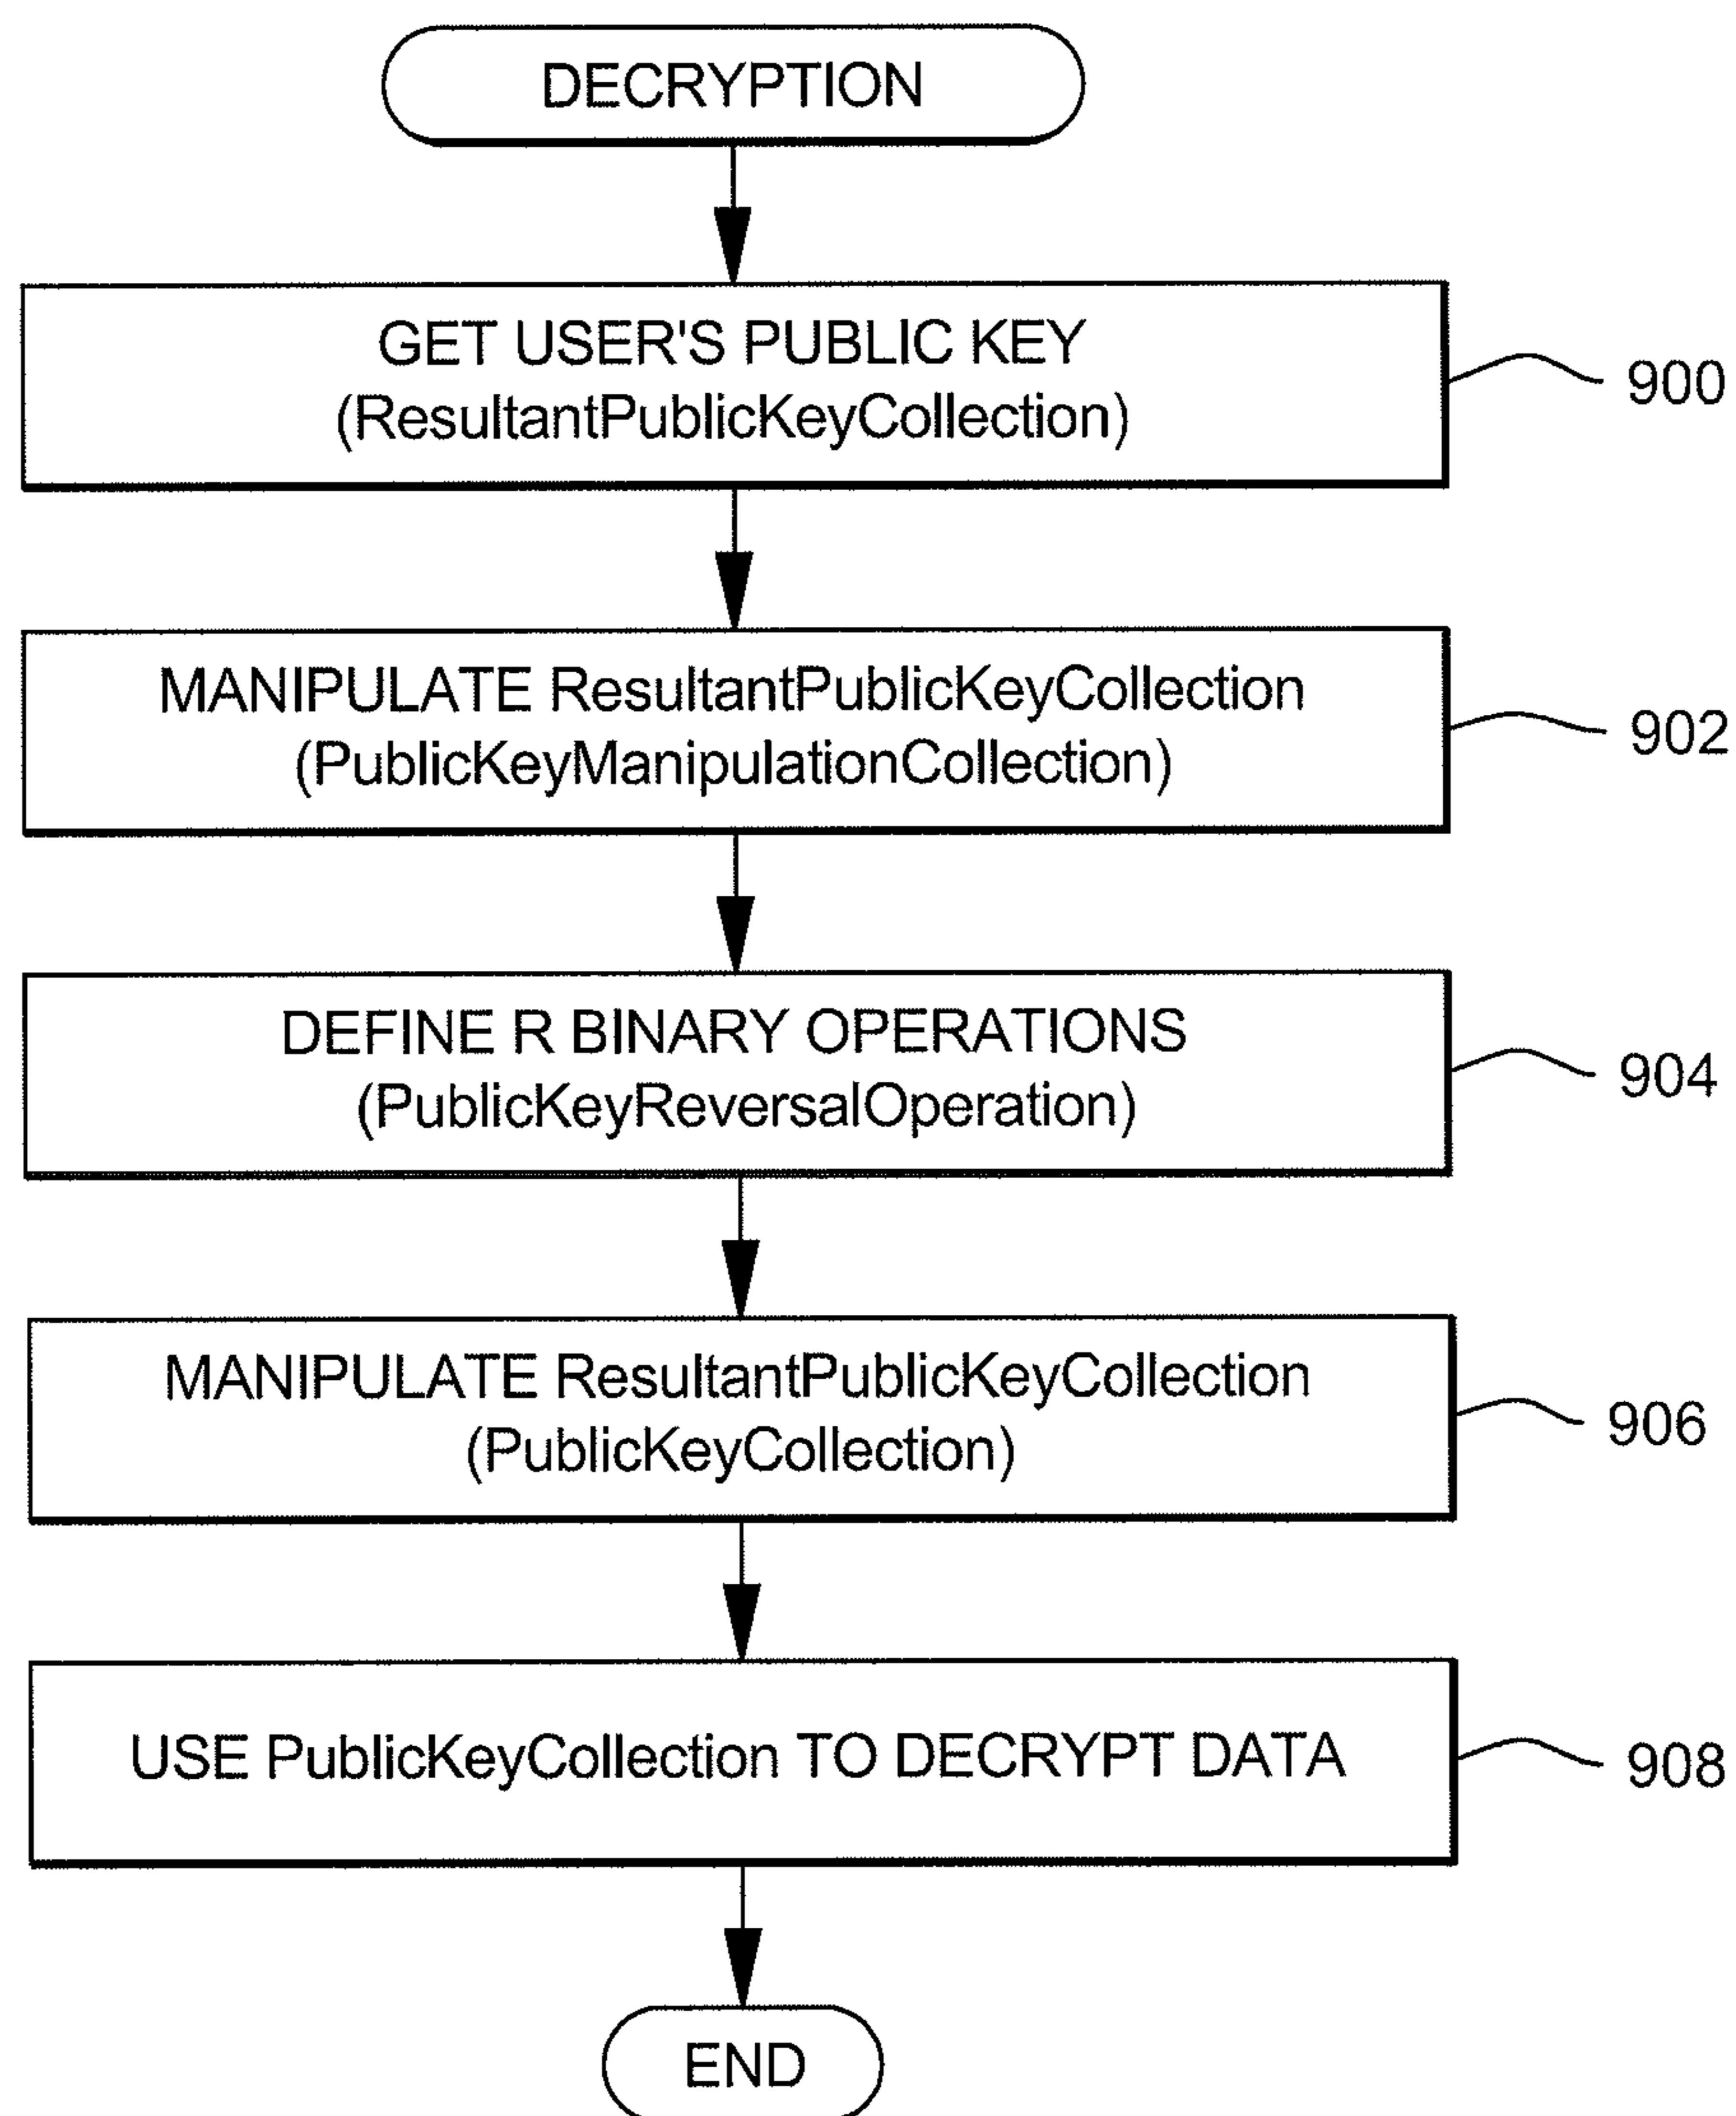 DECRYPTION
GET USER'S PUBLIC KEY
(ResultantPublicKeyCollection)
900
MANIPULATE ResultantPublicKeyCollection
(PublicKeyManipulationCollection)
902
DEFINE R BINARY OPERATIONS
(PublicKeyReversalOperation)
904
MANIPULATE ResultantPublicKeyCollection
(PublicKeyCollection)
906
USE PublicKeyCollection TO DECRYPT DATA
908
END